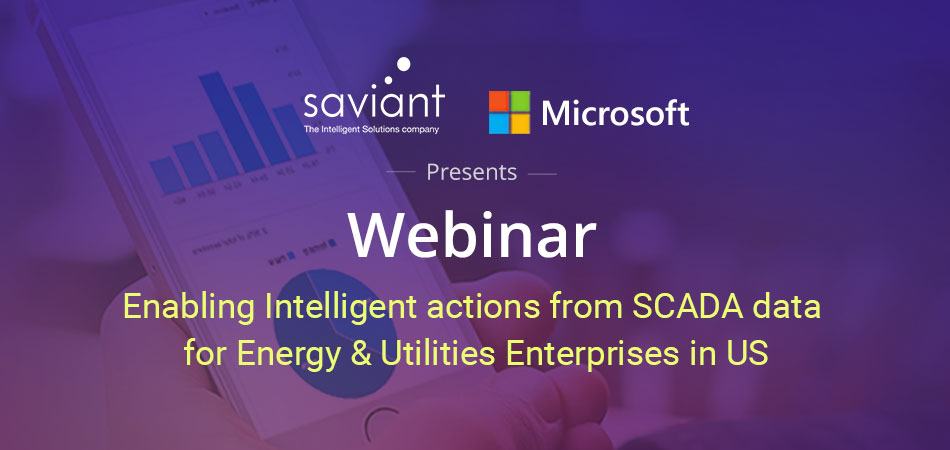 saviant
The Intelligent Solutions company
Microsoft
Presents
Webinar
Enabling Intelligent actions from SCADA data
for Energy & Utilities Enterprises in US